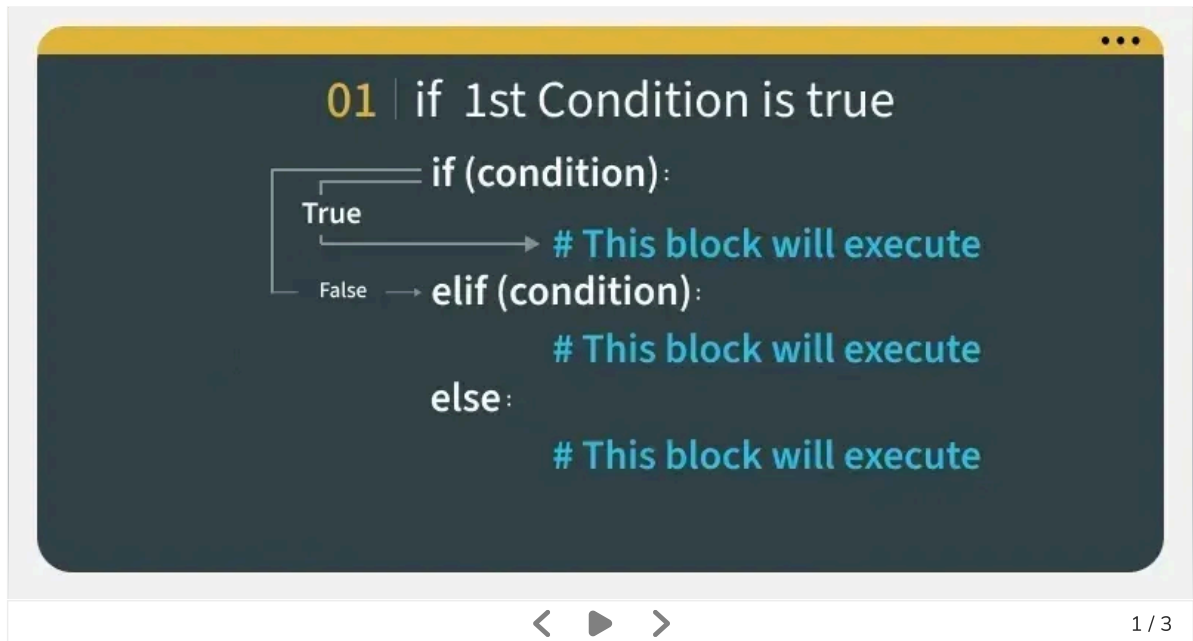 01 if 1st Condition is true
if (condition):
True
# This block will execute
False elif (condition):
# This block will execute
else:
# This block will execute
1 / 3